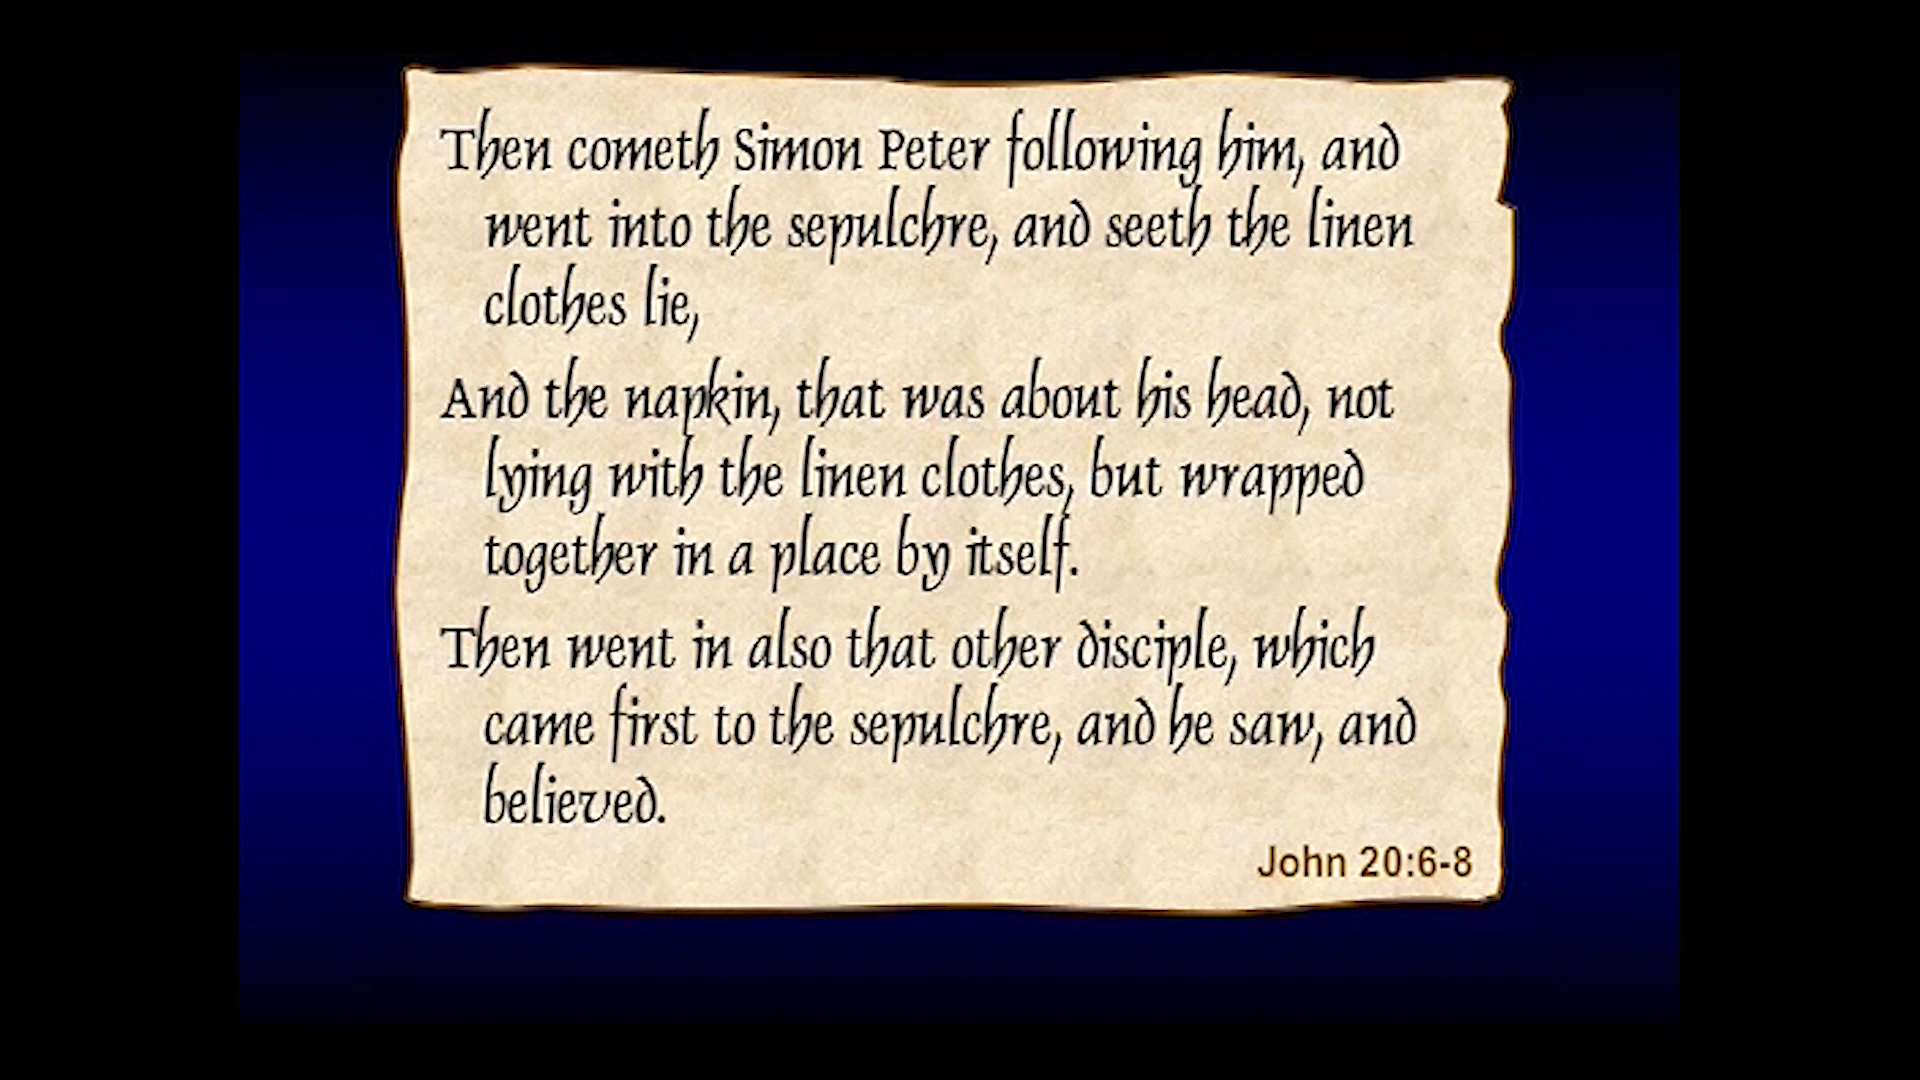 Then cometh Simon Peter following him, and
went into the sepulchre, and seeth the linen
clothes lie,
And the napkin, that was about his head, not
lying with the linen clothes, but wrapped
together in a place by itself.
Then went in also that other disciple, which
came first to the sepulchre, and he saw, and
believed.
John 20:6-8